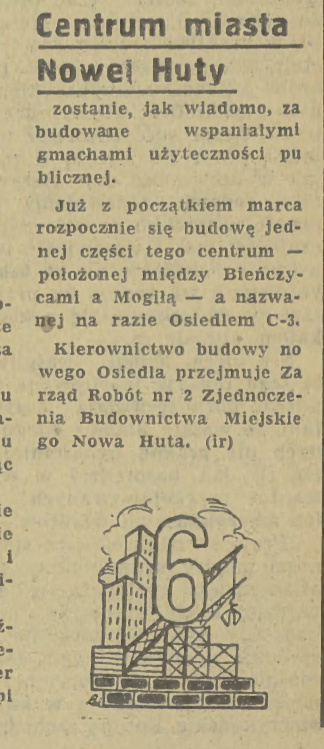 Centrum miasta
Nowej Huty
zostanie, jak wiadomo, za
budowane wspaniałymi
gmachami użyteczności pu
blicznej.
Już z początkiem marca
rozpocznie się budowę jed-
nej części tego centrum —
położonej między Bieńczy-
cami a Mogiłą — a nazwa-
nej na razie Osiedlem C-3.
Kierownictwo budowy no
wego Osiedla przejmuje Za
rząd Robót nr 2 Zjednocze-
nia Budownictwa Miejskie
go Nowa Huta. (ir)
6